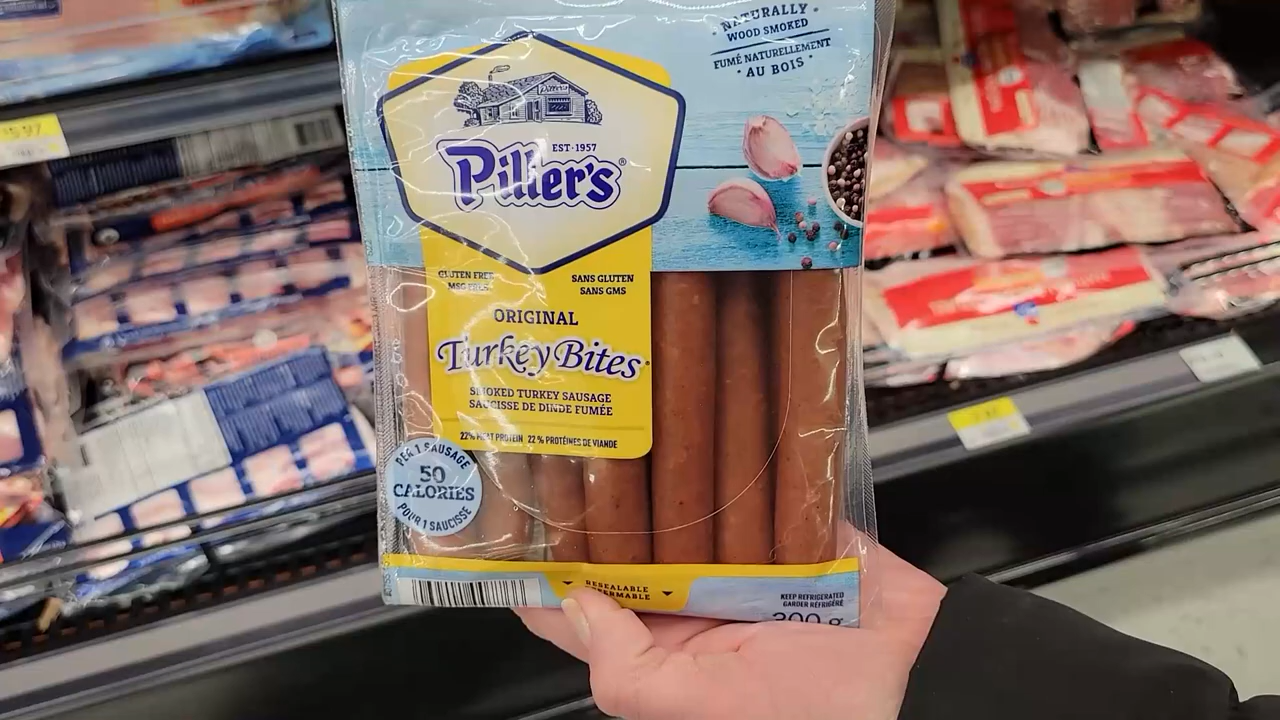 NATURALLY
WOOD SMOKED
FUMÉ NATURELLEMENT
• AU BOIS •
EST•1957
Piller's®
GLUTEN FREE
MSG FREE
SANS GLUTEN
SANS GMS
ORIGINAL
Turkey Bites
SMOKED TURKEY SAUSAGE
SAUCISSE DE DINDE FUMÉE
22% MEAT PROTEIN 22 % PROTÉINES DE VIANDE
PER 1 SAUSAGE
50
CALORIES
POUR 1 SAUCISSE
RESEALABLE
KEEP REFRIGERATED
GARDER RÉFRIGÉRÉ
300 g